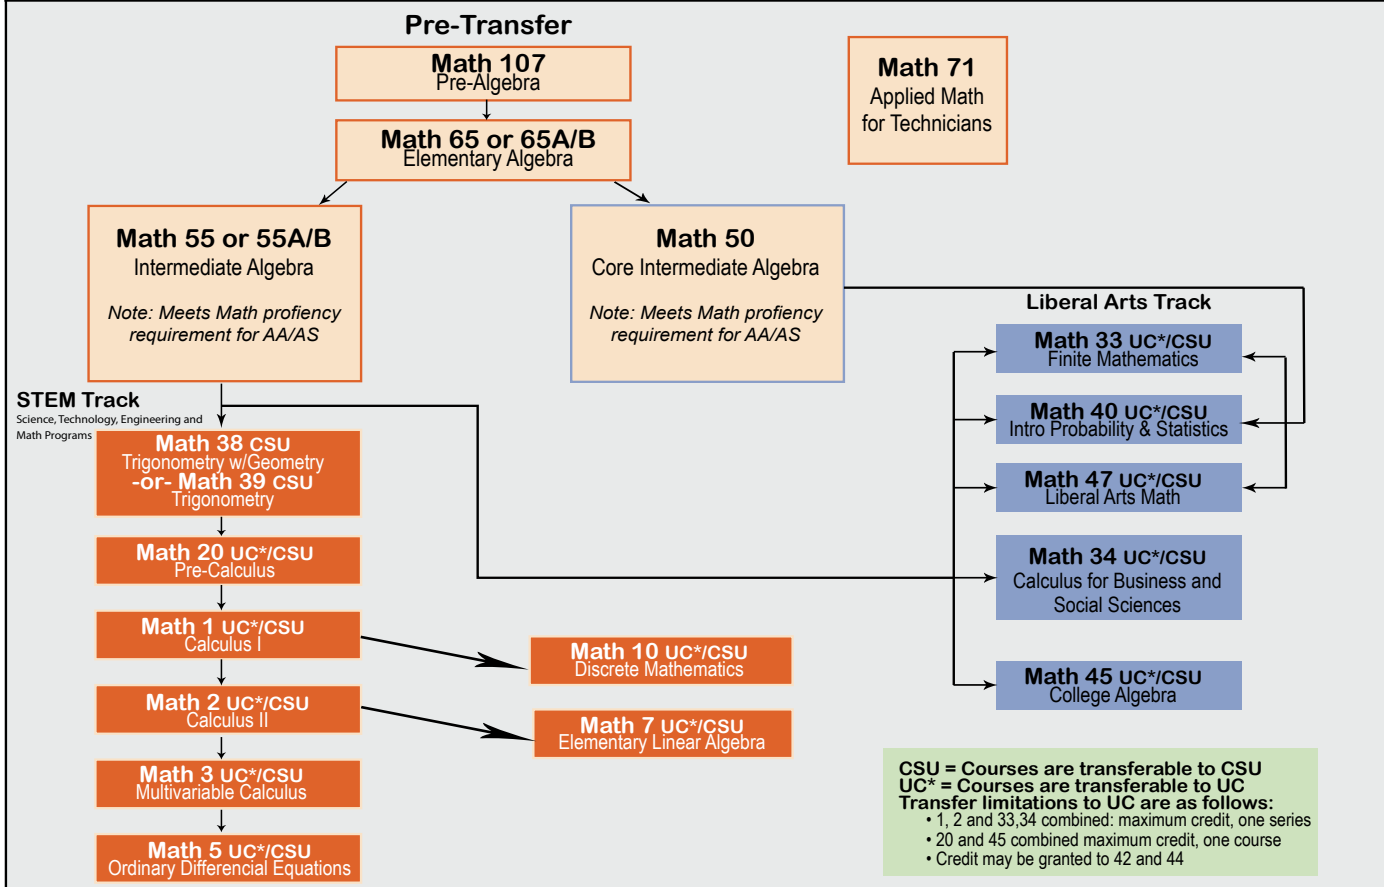 Pre-Transfer
Math 107
Pre-Algebra
Math 71
Applied Math
for Technicians
Math 65 or 65A/B
Elementary Algebra
Math 55 or 55A/B
Intermediate Algebra
Note: Meets Math profiency
requirement for AA/AS
Math 50
Core Intermediate Algebra
Note: Meets Math profiency
requirement for AA/AS
STEM Track
Science, Technology, Engineering and
Math Programs
Math 38 CSU
Trigonometry w/Geometry
-or- Math 39 CSU
Trigonometry
Math 20 UC*/CSU
Pre-Calculus
Math 1 UC*/CSU
Calculus I
Math 2 UC*/CSU
Calculus II
Math 3 UC*/CSU
Multivariable Calculus
Math 5 UC*/CSU
Ordinary Differencial Equations
Math 10 UC*/CSU
Discrete Mathematics
Math 7 UC*/CSU
Elementary Linear Algebra
Liberal Arts Track
Math 33 UC*/CSU
Finite Mathematics
Math 40 UC*/CSU
Intro Probability & Statistics
Math 47 UC*/CSU
Liberal Arts Math
Math 34 UC*/CSU
Calculus for Business and
Social Sciences
Math 45 UC*/CSU
College Algebra
CSU = Courses are transferable to CSU
UC* = Courses are transferable to UC
Transfer limitations to UC are as follows:
• 1, 2 and 33,34 combined: maximum credit, one series
• 20 and 45 combined maximum credit, one course
• Credit may be granted to 42 and 44